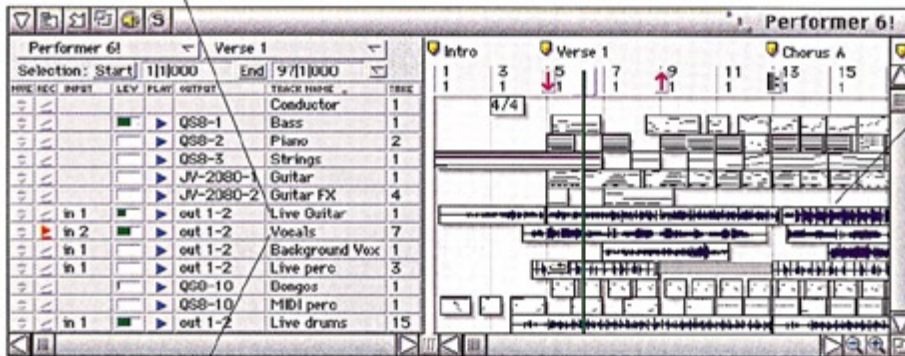 Performer 6!
Performer 6! Verse 1
Selection: Start 1|1|000 End 97|1|000
MVE REC INPUT LEV PLAY OUTPUT TRACK NAME TAKE
Conductor 1
QS8-1 Bass 1
QS8-2 Piano 2
QS8-3 Strings 1
JV-2080-1 Guitar 1
JV-2080-2 Guitar FX 4
in 1 out 1-2 Live Guitar 1
in 2 out 1-2 Vocals 7
in 1 out 1-2 Background Vox 1
in 1 out 1-2 Live perc 3
QS8-10 Bongos 1
QS8-10 MIDI perc 1
in 1 out 1-2 Live drums 15
Intro Verse 1 Chorus A
1 3 5 7 9 11 13 15
1 1 1 1 1 1 1 1
4/4